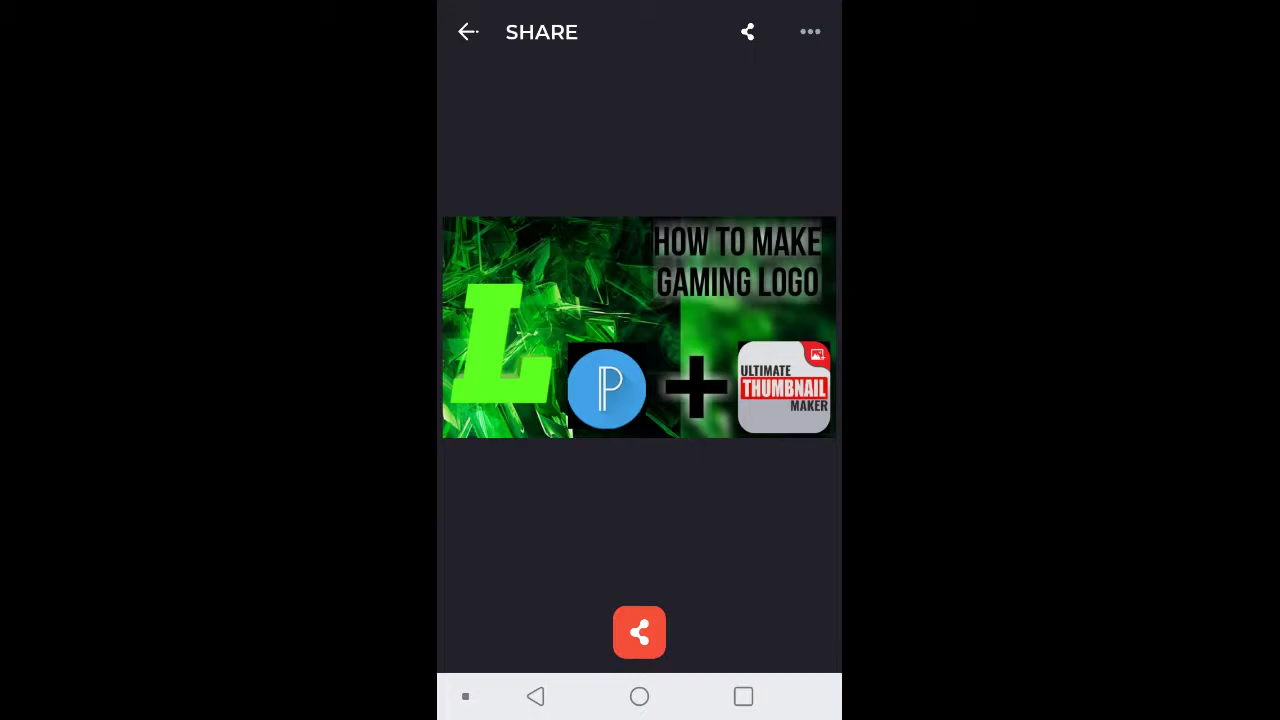 SHARE
HOW TO MAKE
GAMING LOGO
L
P
+
ULTIMATE
THUMBNAIL
MAKER